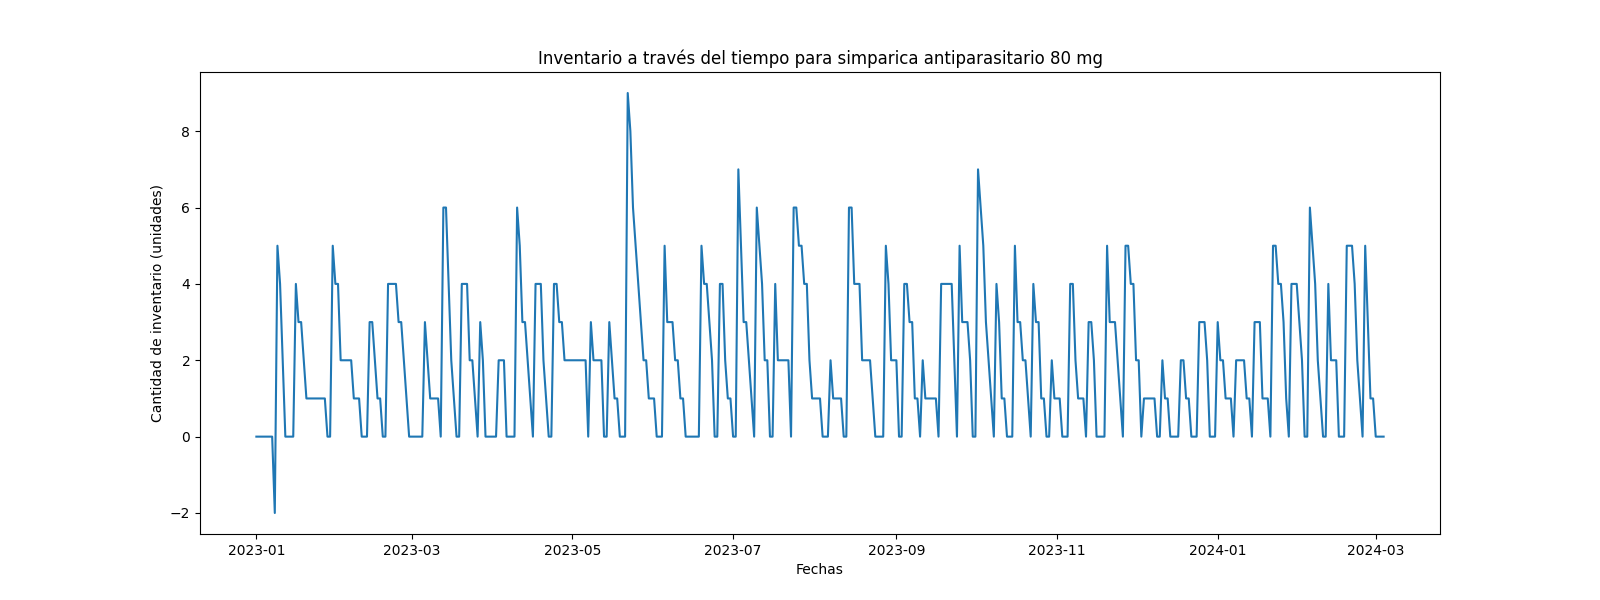 Inventario a través del tiempo para simparica antiparasitario 80 mg
Cantidad de inventario (unidades)
8
6
4
2
0
−2
2023-01 2023-03 2023-05 2023-07 2023-09 2023-11 2024-01 2024-03
Fechas